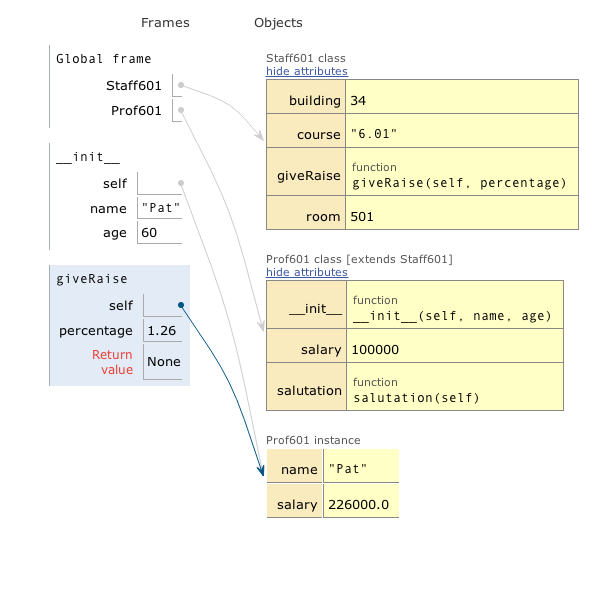 Frames
Objects
Global frame
Staff601
Prof601
__init__
self
name "Pat"
age 60
giveRaise
self
percentage 1.26
Return
value None
Staff601 class
hide attributes
building 34
course "6.01"
giveRaise function
giveRaise(self, percentage)
room 501
Prof601 class [extends Staff601]
hide attributes
__init__ function
__init__(self, name, age)
salary 100000
salutation function
salutation(self)
Prof601 instance
name "Pat"
salary 226000.0